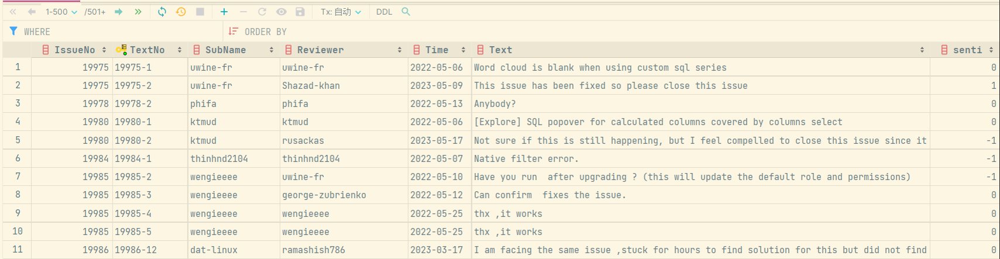 1-500 /501+ Tx: 自动 DDL
WHERE ORDER BY
IssueNo TextNo SubName Reviewer Time Text senti
1 19975 19975-1 uwine-fr uwine-fr 2022-05-06 Word cloud is blank when using custom sql series 0
2 19975 19975-2 uwine-fr Shazad-khan 2023-05-09 This issue has been fixed so please close this issue 1
3 19978 19978-2 phifa phifa 2022-05-13 Anybody? 0
4 19980 19980-1 ktmud ktmud 2022-05-06 [Explore] SQL popover for calculated columns covered by columns select 0
5 19980 19980-2 ktmud rusackas 2023-05-17 Not sure if this is still happening, but I feel compelled to close this issue since it -1
6 19984 19984-1 thinhnd2104 thinhnd2104 2022-05-07 Native filter error. -1
7 19985 19985-2 wengieeee uwine-fr 2022-05-10 Have you run  after upgrading ? (this will update the default role and permissions) -1
8 19985 19985-3 wengieeee george-zubrienko 2022-05-12 Can confirm  fixes the issue. 0
9 19985 19985-4 wengieeee wengieeee 2022-05-25 thx ,it works 0
10 19985 19985-5 wengieeee wengieeee 2022-05-25 thx ,it works 0
11 19986 19986-12 dat-linux ramashish786 2023-03-17 I am facing the same issue ,stuck for hours to find solution for this but did not find 0